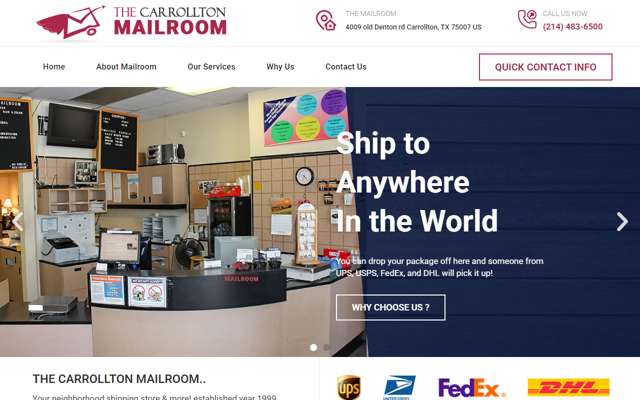 THE CARROLLTON
MAILROOM
THE MAILROOM
4009 old Denton rd Carrollton, TX 75007 US
CALL US NOW
(214) 483-6500
Home
About Mailroom
Our Services
Why Us
Contact Us
QUICK CONTACT INFO
Ship to
Anywhere
In the World
You can drop your package off here and someone from
UPS, USPS, FedEx, and DHL will pick it up!
WHY CHOOSE US ?
MAILROOM
THE CARROLLTON MAILROOM..
Your neighborhood shipping store & more! established year 1999
ups
UNITED STATES
FedEx
DHL